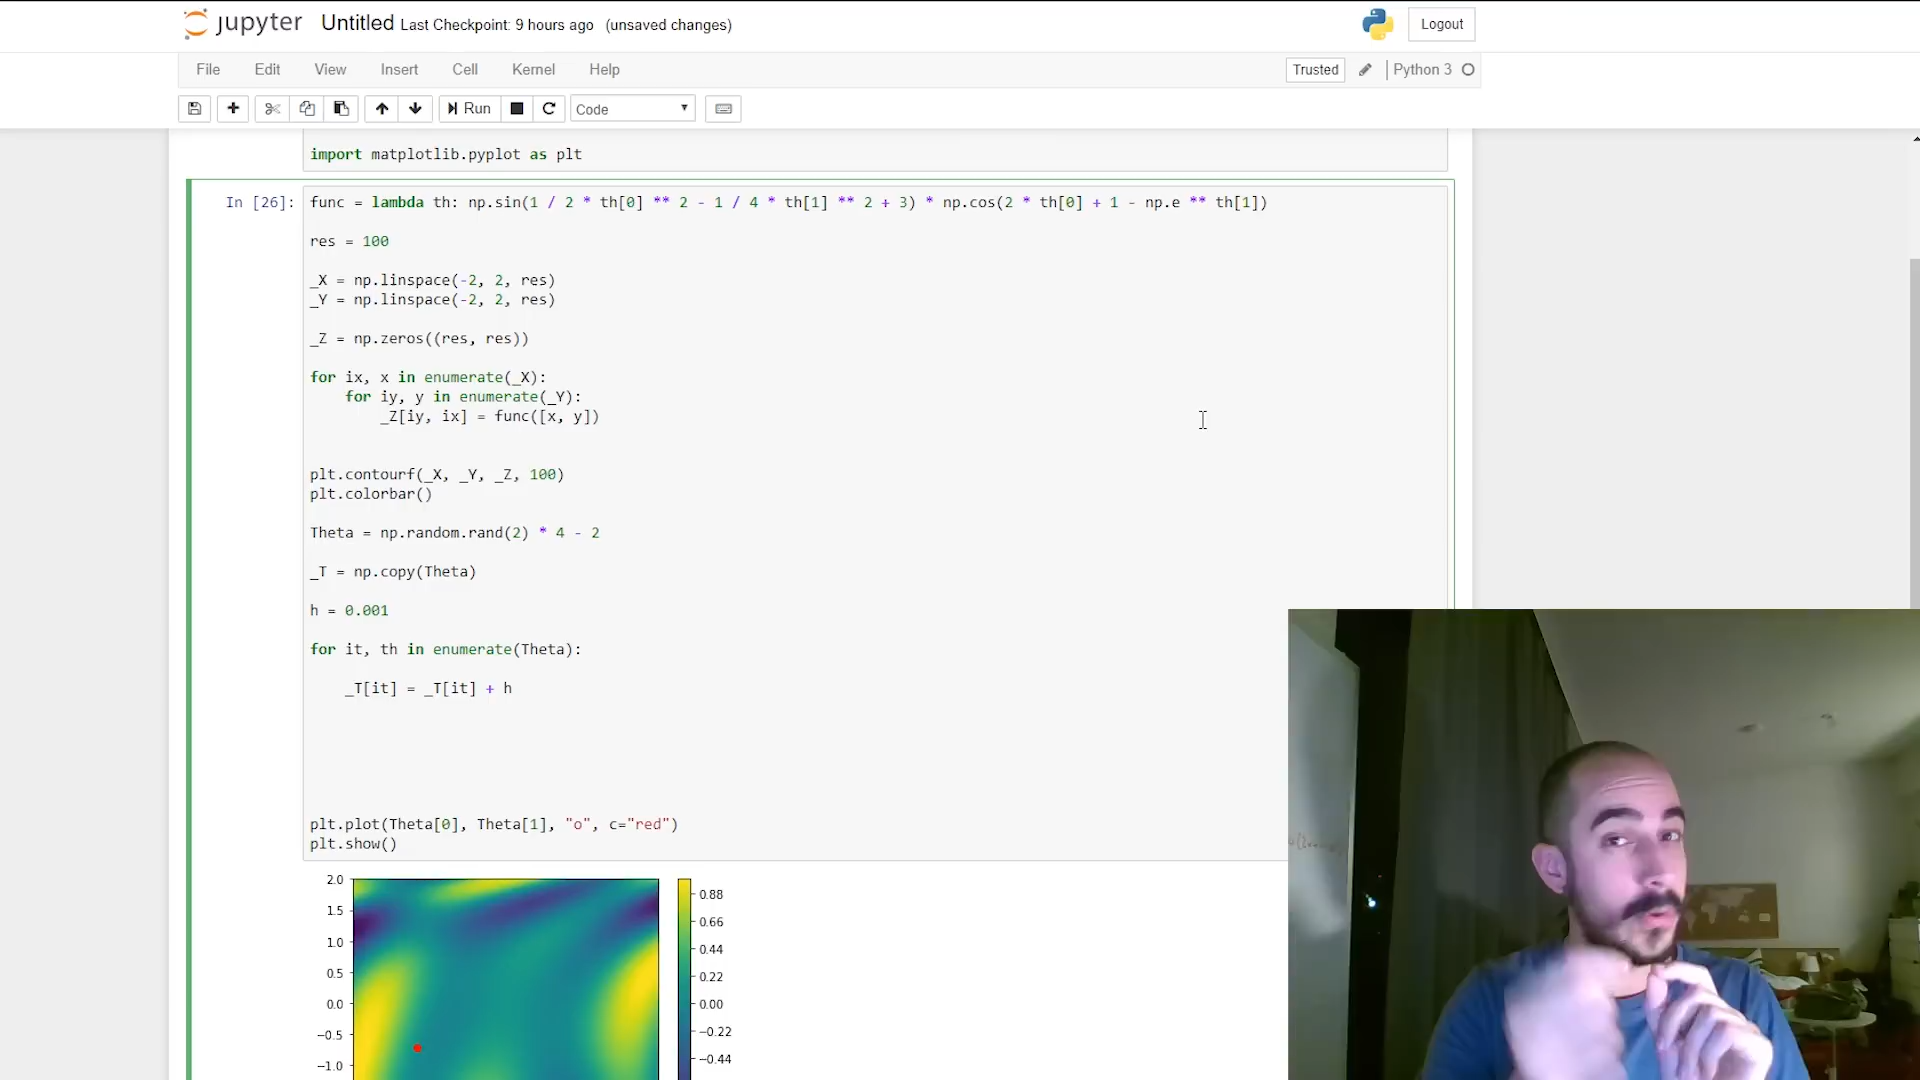 jupyter Untitled Last Checkpoint: 9 hours ago (unsaved changes) Logout
File Edit View Insert Cell Kernel Help Trusted Python 3
Run Code
import matplotlib.pyplot as plt
In [26]: func = lambda th: np.sin(1 / 2 * th[0] ** 2 - 1 / 4 * th[1] ** 2 + 3) * np.cos(2 * th[0] + 1 - np.e ** th[1])
res = 100
_X = np.linspace(-2, 2, res)
_Y = np.linspace(-2, 2, res)
_Z = np.zeros((res, res))
for ix, x in enumerate(_X):
    for iy, y in enumerate(_Y):
        _Z[iy, ix] = func([x, y])
plt.contourf(_X, _Y, _Z, 100)
plt.colorbar()
Theta = np.random.rand(2) * 4 - 2
_T = np.copy(Theta)
h = 0.001
for it, th in enumerate(Theta):
    _T[it] = _T[it] + h
plt.plot(Theta[0], Theta[1], "o", c="red")
plt.show()
2.0
1.5
1.0
0.5
0.0
−0.5
−1.0
0.88
0.66
0.44
0.22
0.00
−0.22
−0.44